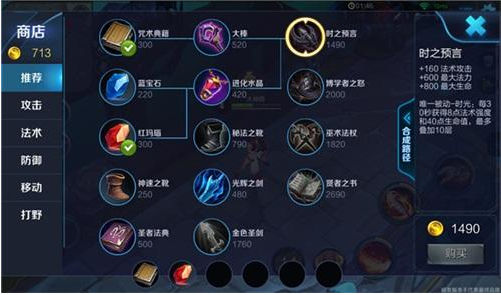 商店
713
推荐
攻击
法术
防御
移动
打野
01:46
咒术典籍
300
大棒
520
时之预言
1490
蓝宝石
220
进化水晶
420
博学者之怒
2000
红玛瑙
300
秘法之靴
790
巫术法杖
1820
神速之靴
250
光辉之剑
480
贤者之书
2690
圣者法典
500
金色圣剑
1760
合成路径
时之预言
+160 法术攻击
+600 最大法力
+800 最大生命
唯一被动-时光：每3
0秒获得8点法术强度
和40点生命值，最多
叠加10层
1490
购买